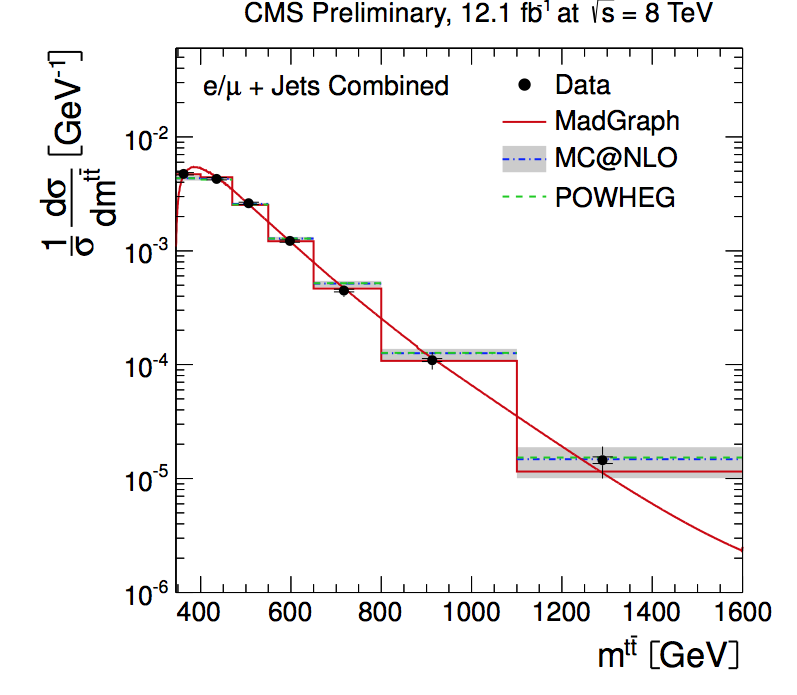 CMS Preliminary, 12.1 fb⁻¹ at √s = 8 TeV
e/μ + Jets Combined
Data
MadGraph
MC@NLO
POWHEG
1/σ dσ/dm^{tt̄} [GeV⁻¹]
10⁻²
10⁻³
10⁻⁴
10⁻⁵
10⁻⁶
400 600 800 1000 1200 1400 1600
m^{tt̄} [GeV]